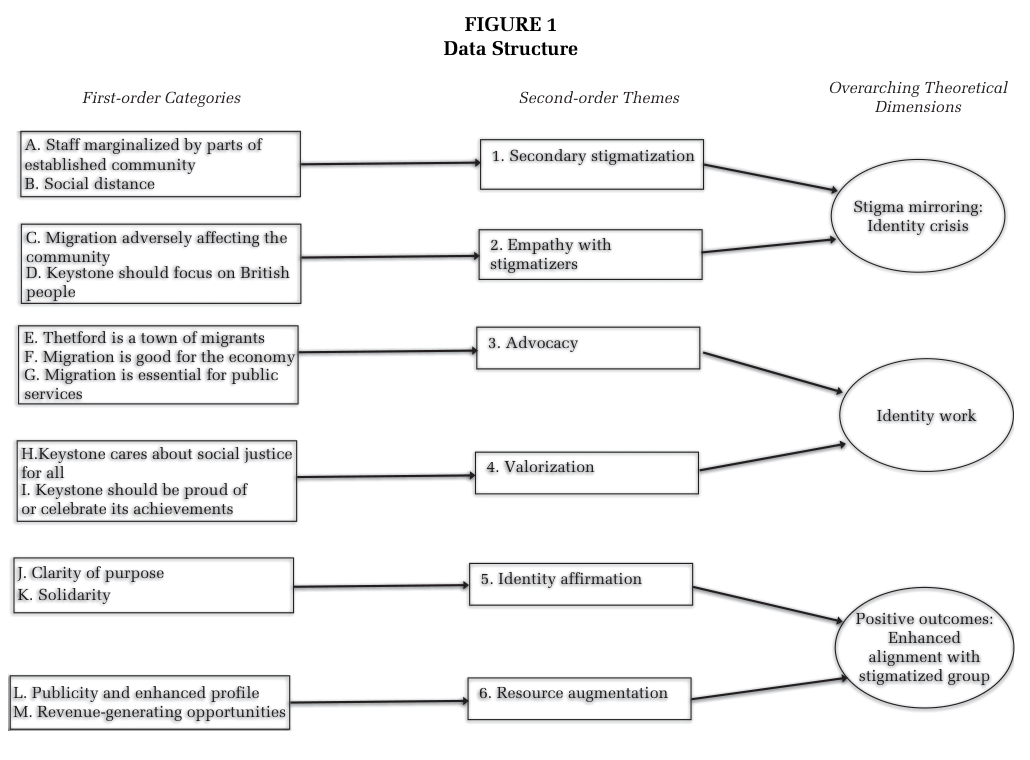 FIGURE 1
Data Structure
First-order Categories
Second-order Themes
Overarching Theoretical
Dimensions
A. Staff marginalized by parts of
established community
B. Social distance
1. Secondary stigmatization
Stigma mirroring:
Identity crisis
C. Migration adversely affecting the
community
D. Keystone should focus on British
people
2. Empathy with
stigmatizers
E. Thetford is a town of migrants
F. Migration is good for the economy
G. Migration is essential for public
services
3. Advocacy
Identity work
H.Keystone cares about social justice
for all
I. Keystone should be proud of
or celebrate its achievements
4. Valorization
J. Clarity of purpose
K. Solidarity
5. Identity affirmation
Positive outcomes:
Enhanced
alignment with
stigmatized group
L. Publicity and enhanced profile
M. Revenue-generating opportunities
6. Resource augmentation